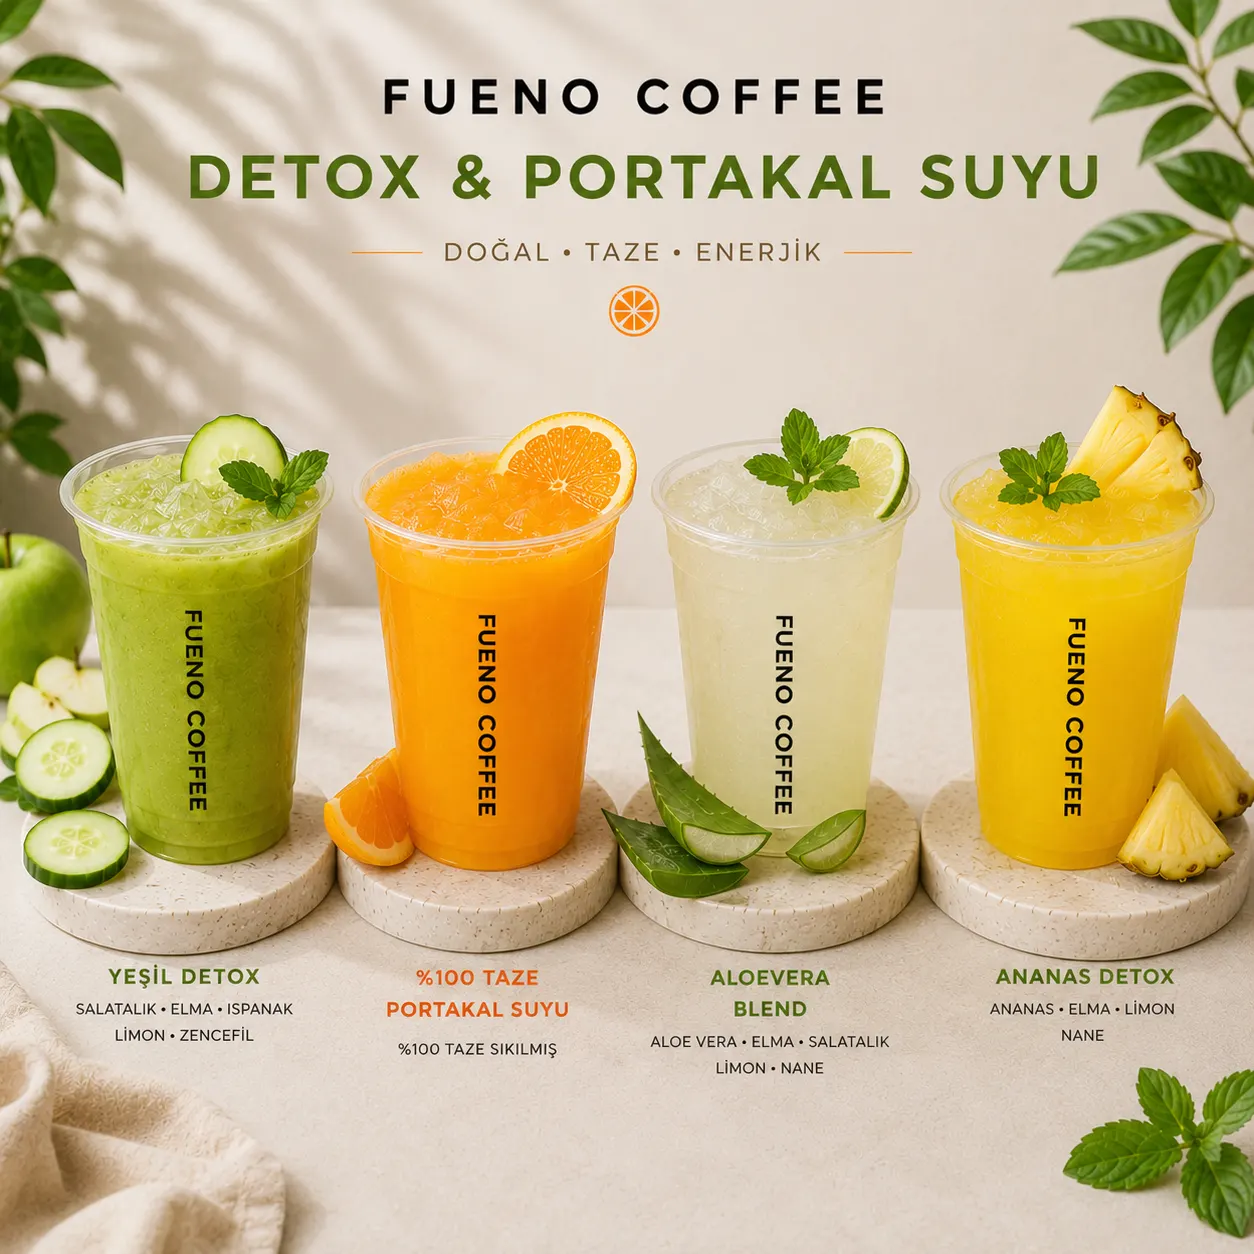 FUENO COFFEE
DETOX & PORTAKAL SUYU
DOĞAL • TAZE • ENERJİK
FUENO COFFEE
FUENO COFFEE
FUENO COFFEE
FUENO COFFEE
YEŞİL DETOX
SALATALIK • ELMA • ISPANAK
LİMON • ZENCEFİL
%100 TAZE
PORTAKAL SUYU
%100 TAZE SIKILMIŞ
ALOEVERA
BLEND
ALOE VERA • ELMA • SALATALIK
LİMON • NANE
ANANAS DETOX
ANANAS • ELMA • LİMON
NANE